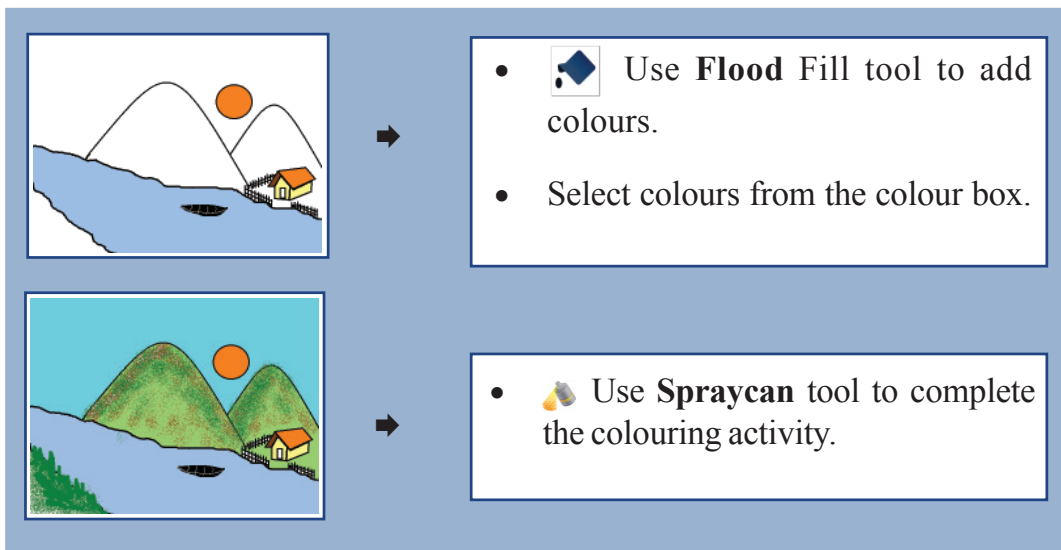 • Use Flood Fill tool to add
colours.
• Select colours from the colour box.
• Use Spraycan tool to complete
the colouring activity.